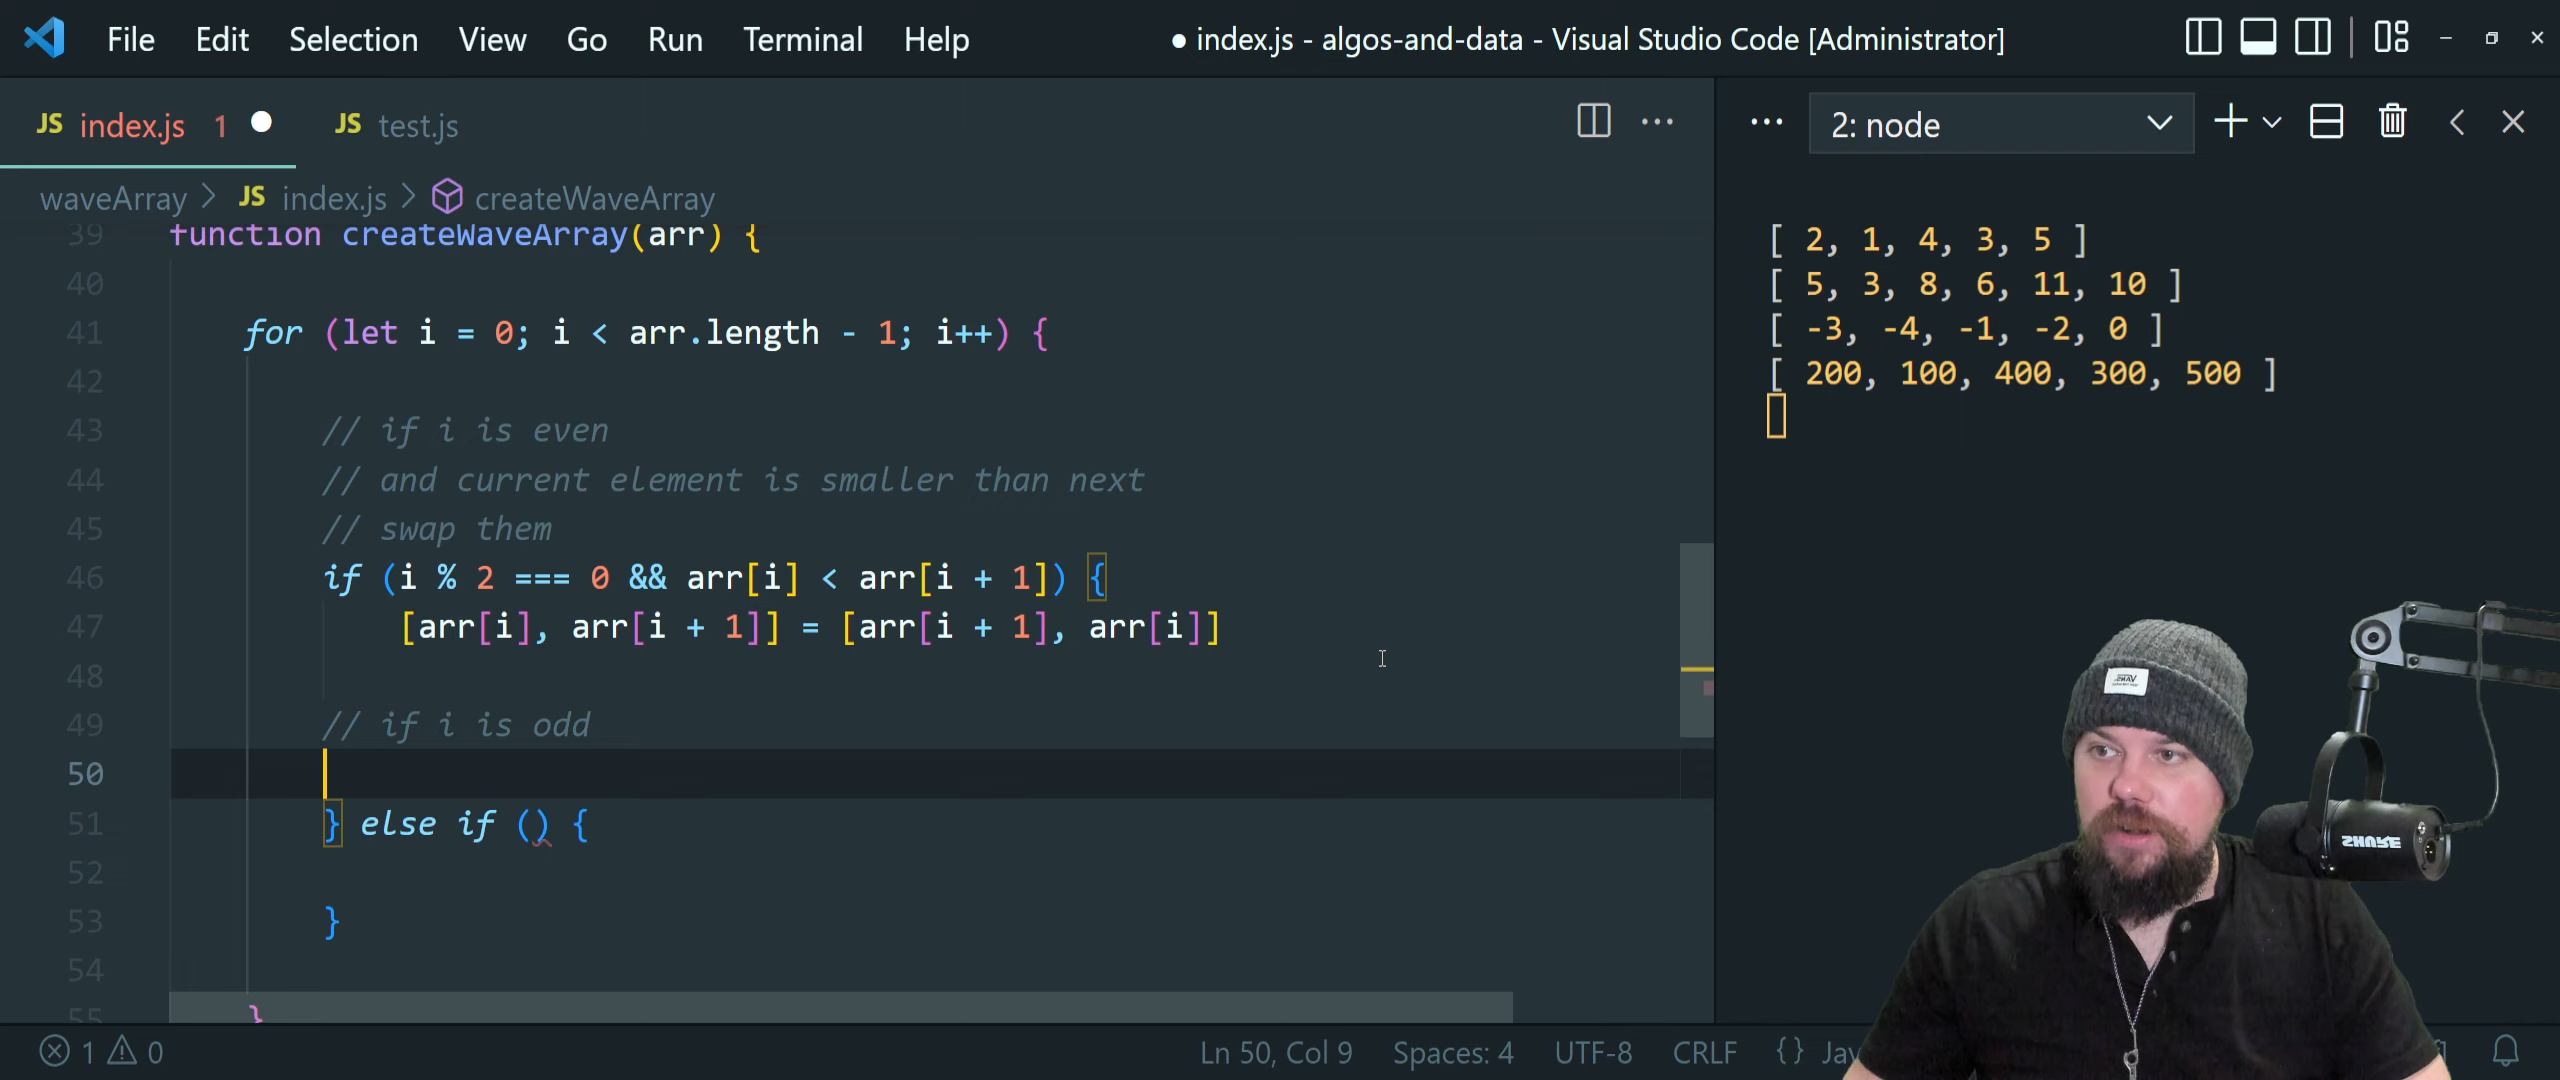 File Edit Selection View Go Run Terminal Help
● index.js - algos-and-data - Visual Studio Code [Administrator]
JS index.js 1 ● JS test.js
... ... 2: node
waveArray > JS index.js > createWaveArray
39 function createWaveArray(arr) {
40
41 for (let i = 0; i < arr.length - 1; i++) {
42
43 // if i is even
44 // and current element is smaller than next
45 // swap them
46 if (i % 2 === 0 && arr[i] < arr[i + 1]) {
47 [arr[i], arr[i + 1]] = [arr[i + 1], arr[i]]
48
49 // if i is odd
50
51 } else if () {
52
53 }
54
55 }
[ 2, 1, 4, 3, 5 ]
[ 5, 3, 8, 6, 11, 10 ]
[ -3, -4, -1, -2, 0 ]
[ 200, 100, 400, 300, 500 ]
VANS
SHURE
1 0 Ln 50, Col 9 Spaces: 4 UTF-8 CRLF {} Jav